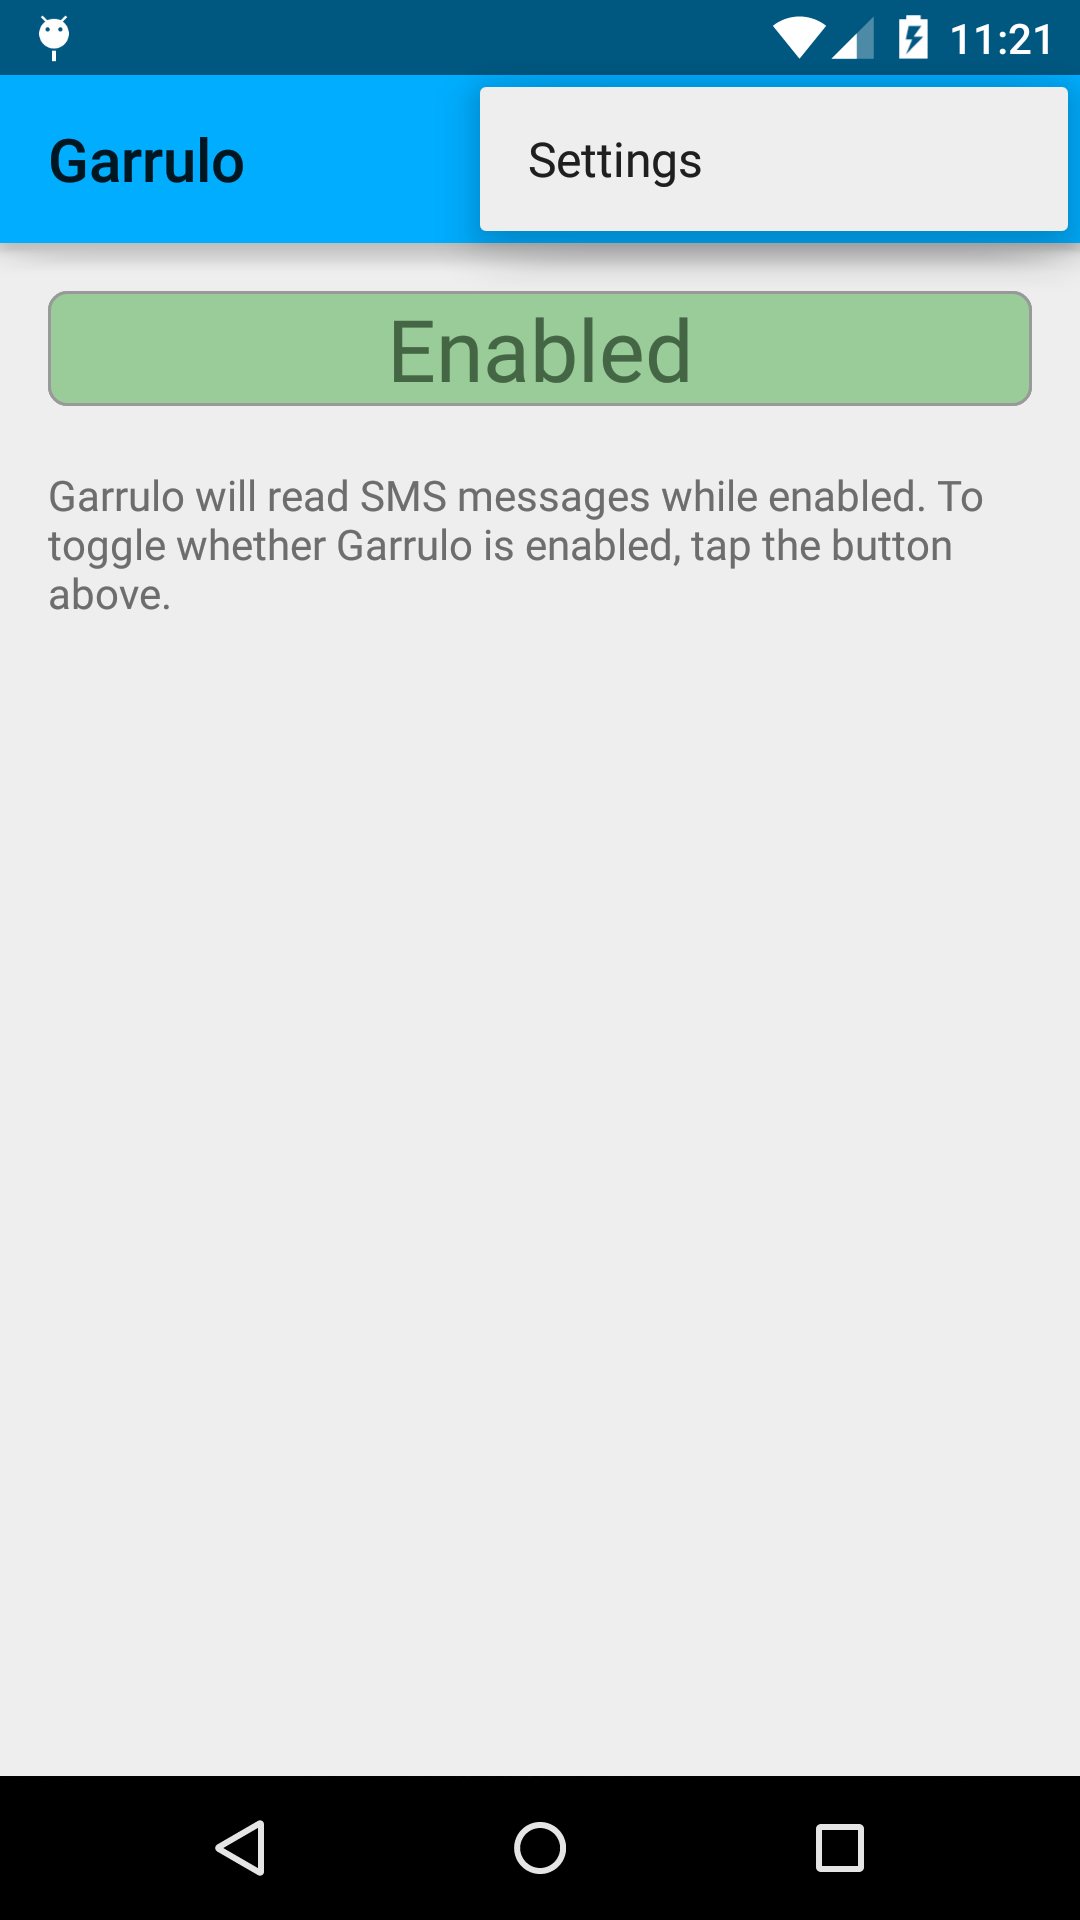 11:21
Garrulo
Settings
Enabled
Garrulo will read SMS messages while enabled. To
toggle whether Garrulo is enabled, tap the button
above.